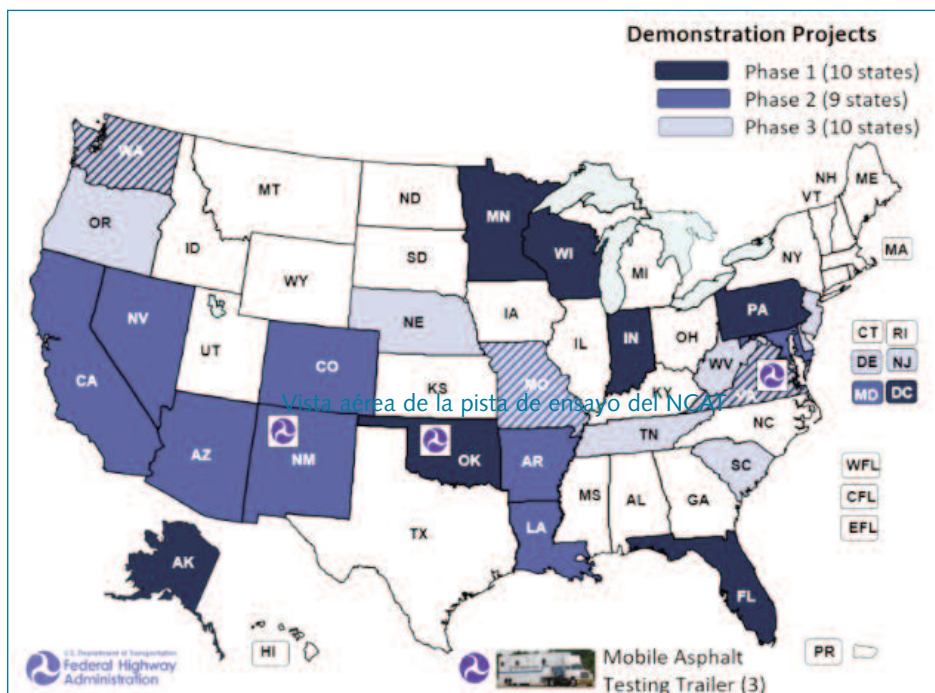 Demonstration Projects
Phase 1 (10 states)
Phase 2 (9 states)
Phase 3 (10 states)
WA
MT
ND
MN
NH
VT
ME
OR
ID
SD
WI
MI
NY
MA
WY
NE
IA
PA
NV
UT
CO
IL
IN
OH
CT
RI
WV
DE
NJ
CA
KS
MO
KY
VA
MD
DC
Vista aérea de la pista de ensayo del NCAT
AZ
NM
OK
AR
TN
NC
SC
WFL
MS
AL
GA
CFL
TX
LA
EFL
AK
FL
HI
PR
U.S. Department of Transportation
Federal Highway
Administration
Mobile Asphalt
Testing Trailer (3)